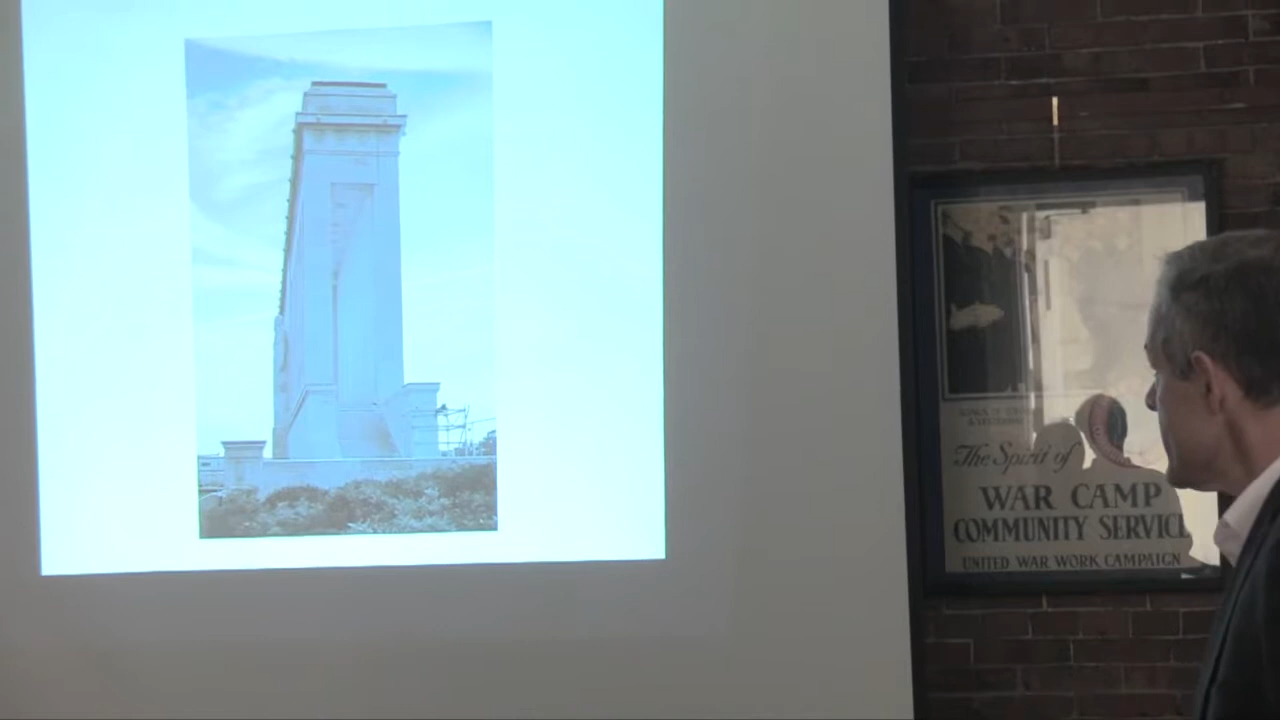 The Spirit of
WAR CAMP
COMMUNITY SERVICE
UNITED WAR WORK CAMPAIGN